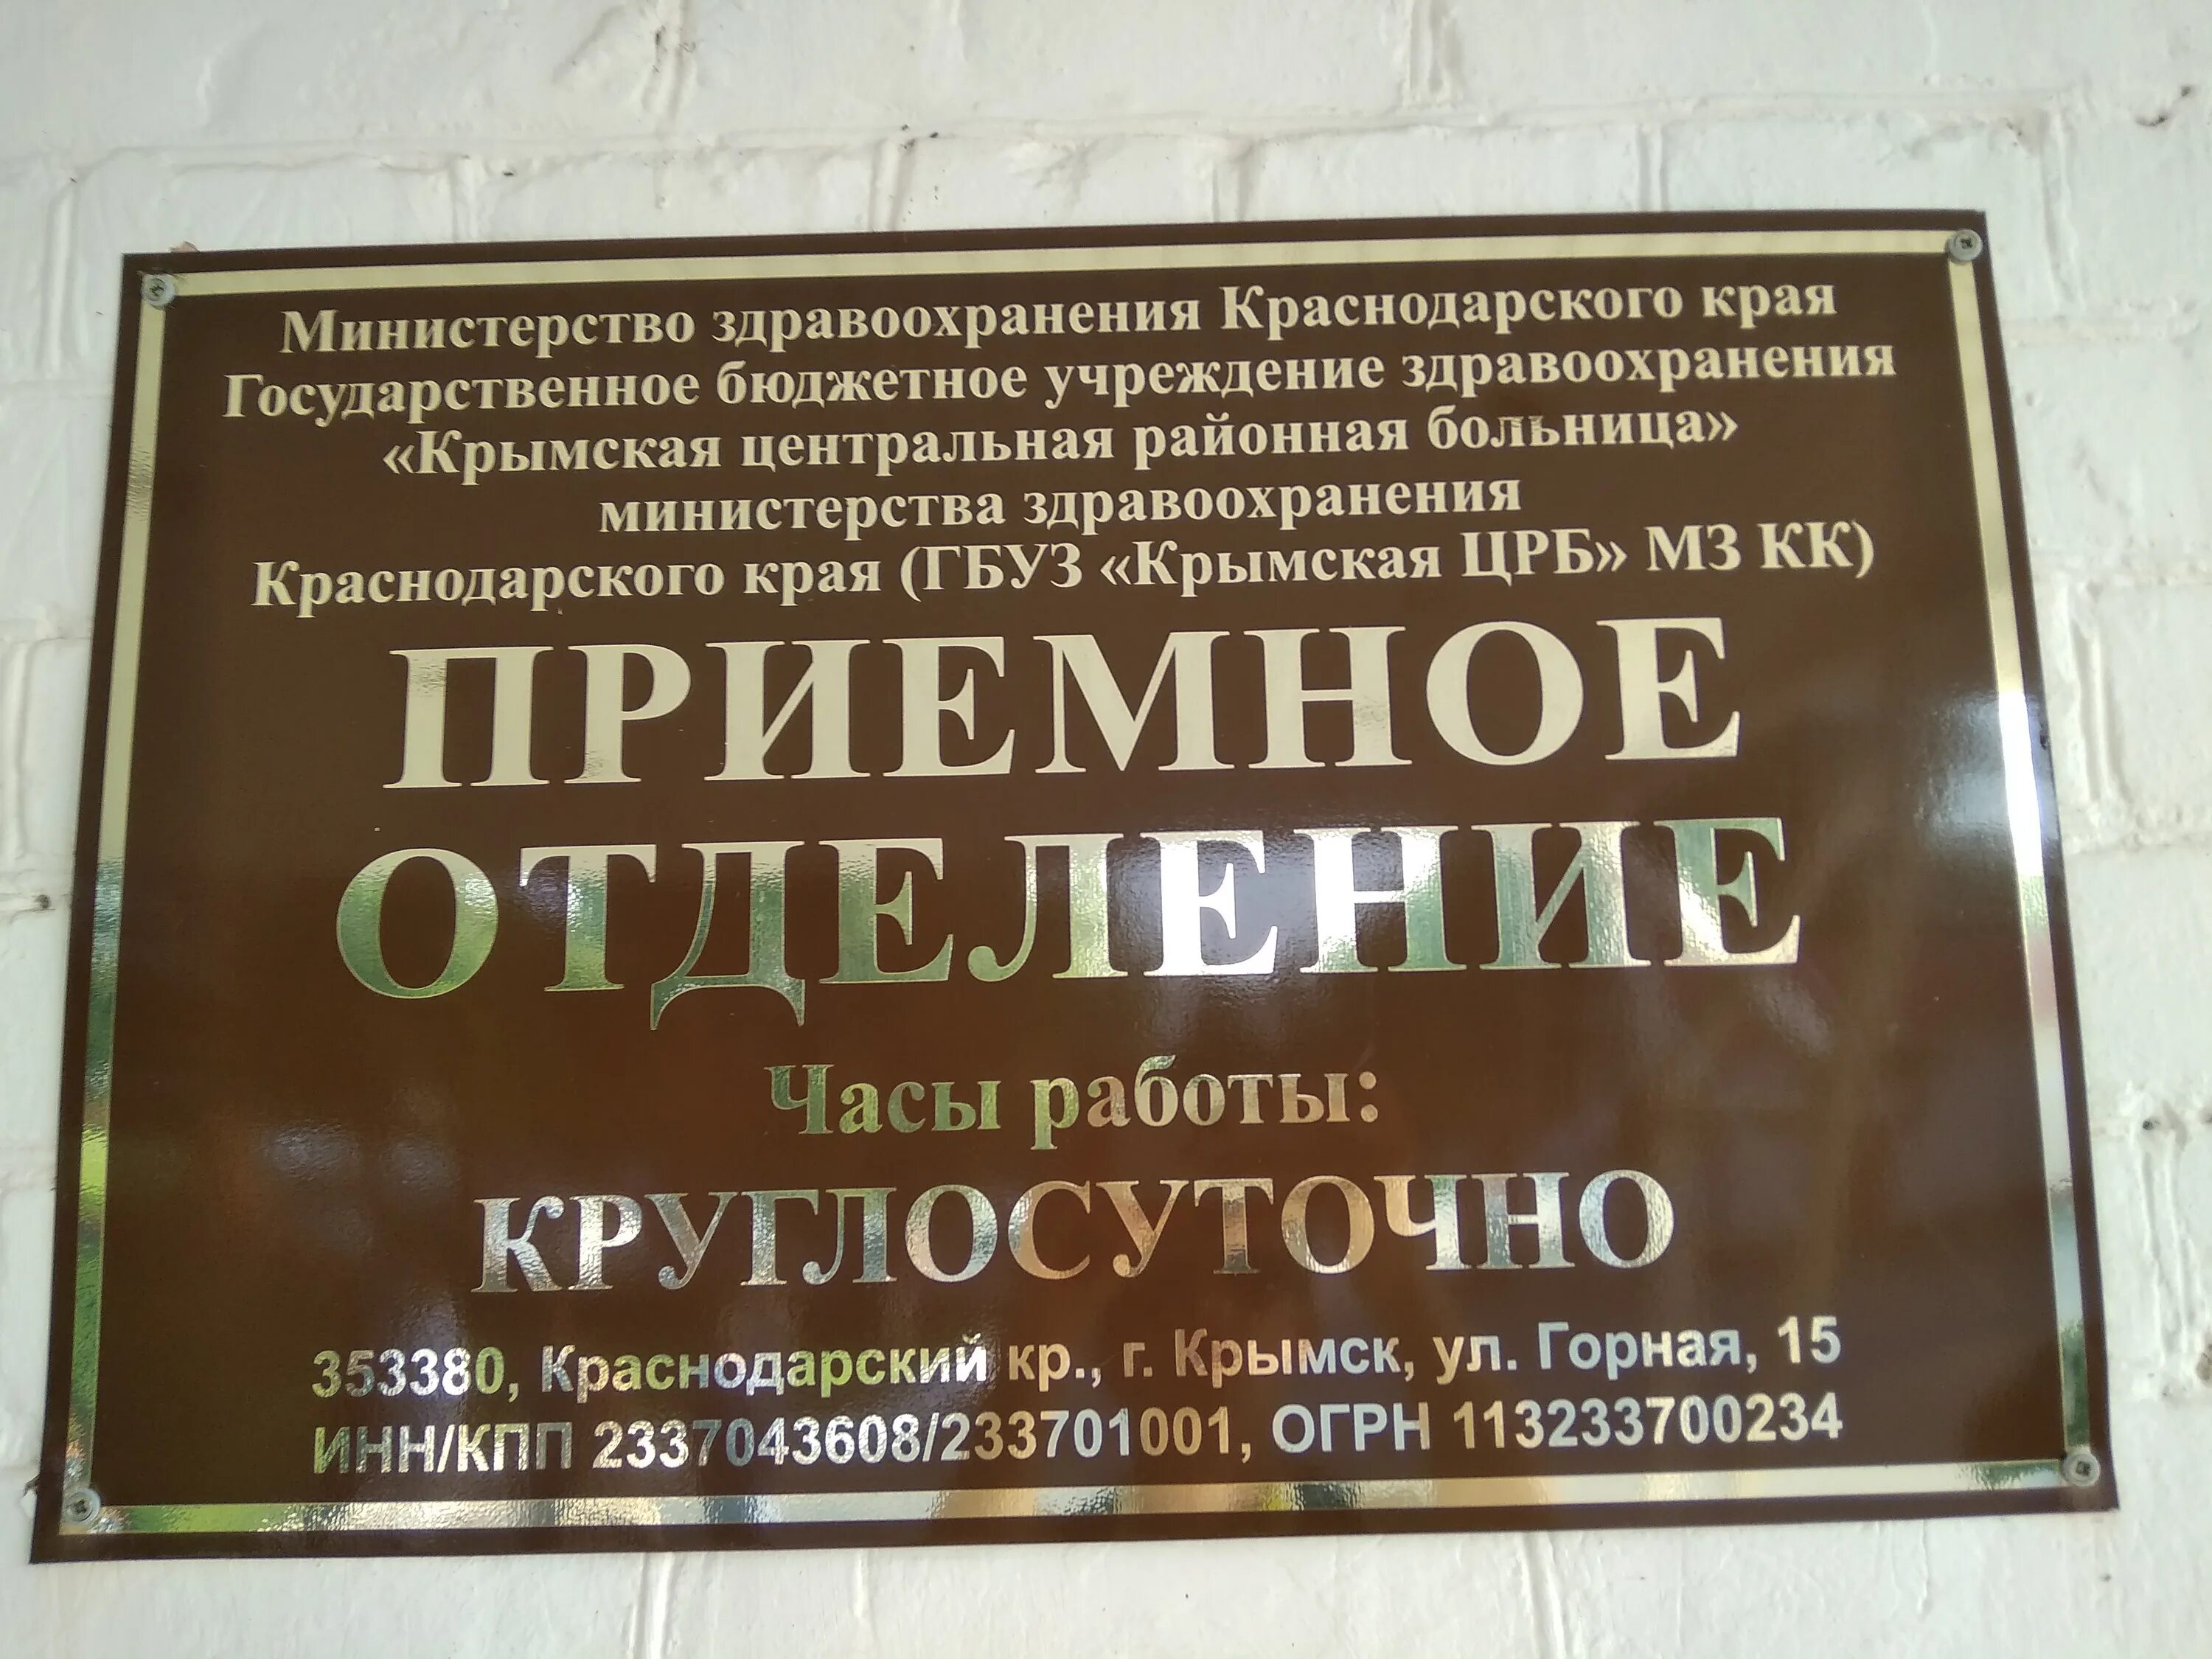 Министерство здравоохранения Краснодарского края
Государственное бюджетное учреждение здравоохранения
«Крымская центральная районная больница»
министерства здравоохранения
Краснодарского края (ГБУЗ «Крымская ЦРБ» МЗ КК)
ПРИЕМНОЕ
ОТДЕЛЕНИЕ
Часы работы:
КРУГЛОСУТОЧНО
353380, Краснодарский кр., г. Крымск, ул. Горная, 15
ИНН/КПП 2337043608/233701001, ОГРН 113233700234